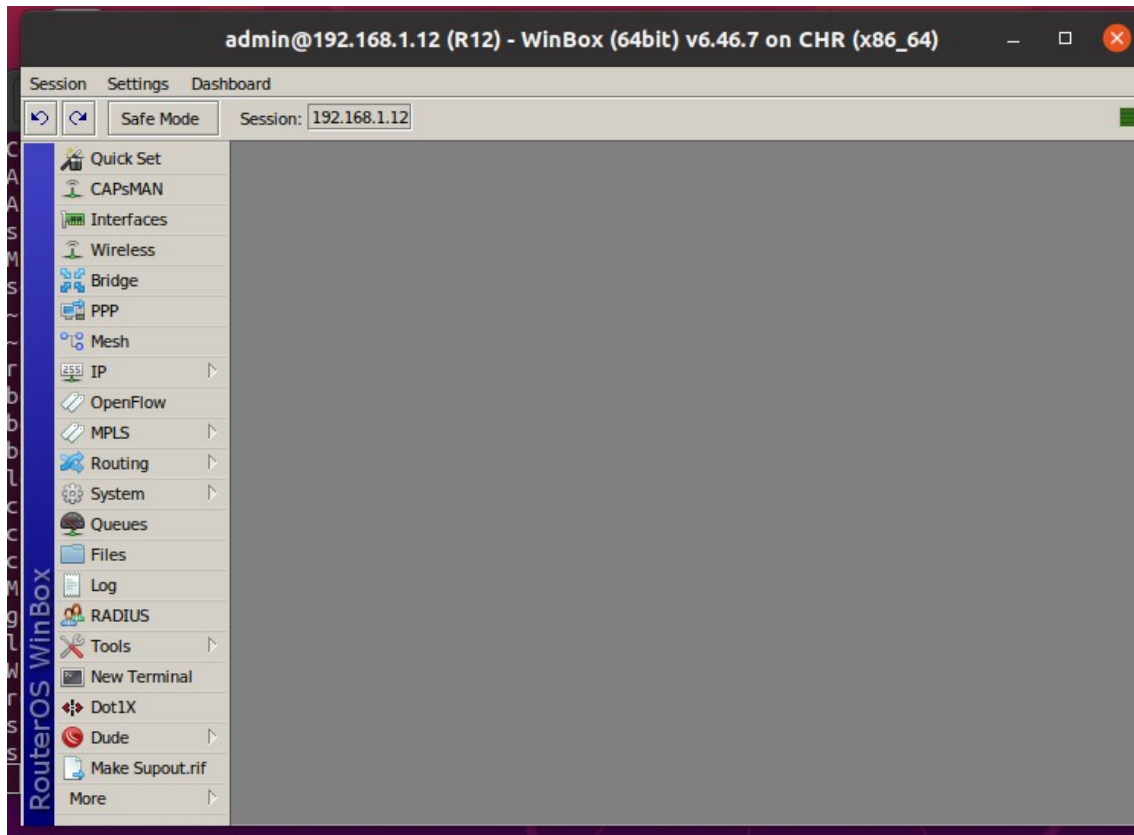 admin@192.168.1.12 (R12) - WinBox (64bit) v6.46.7 on CHR (x86_64)
Session Settings Dashboard
Safe Mode Session: 192.168.1.12
Quick Set
CAPsMAN
Interfaces
Wireless
Bridge
PPP
Mesh
255 IP
OpenFlow
MPLS
Routing
System
Queues
Files
Log
RADIUS
Tools
New Terminal
Dot1X
Dude
Make Supout.rif
More
RouterOS WinBox
C
A
A
s
M
s
~
~
r
b
b
b
l
c
c
c
M
g
l
W
r
s
s